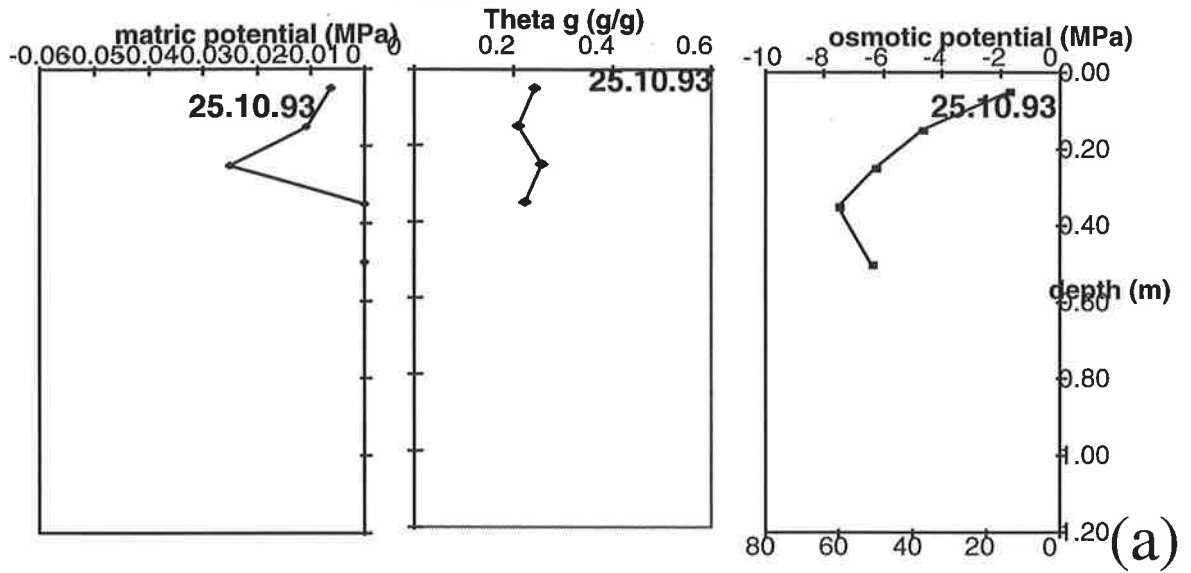 matric potential (MPa)
-0.06 0.05 0.04 0.03 0.02 0.01 0
25.10.93
Theta g (g/g)
0 0.2 0.4 0.6
25.10.93
osmotic potential (MPa)
-10 -8 -6 -4 -2 0
25.10.93
0.00
0.20
0.40
depth (m)
0.60
0.80
1.00
1.20
80 60 40 20 0
(a)